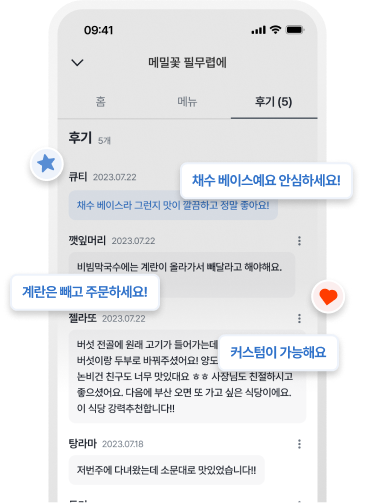 09:41
메밀꽃 필무렵에
홈
메뉴
후기 (5)
후기 5개
큐티 2023.07.22
채수 베이스예요 안심하세요!
채수 베이스라 그런지 맛이 깔끔하고 정말 좋아요!
깻잎머리 2023.07.22
비빔막국수에는 계란이 올라가서 빼달라고 해야해요.
계란은 빼고 주문하세요!
젤라또 2023.07.22
버섯 전골에 원래 고기가 들어가는데
버섯이랑 두부로 바꿔주셨어요! 양도
커스텀이 가능해요
논비건 친구도 너무 맛있대요 ㅎㅎ 사장님도 친절하시고
좋으셨어요. 다음에 부산 오면 또 가고 싶은 식당이에요.
이 식당 강력추천합니다!!
탕라마 2023.07.18
저번주에 다녀왔는데 소문대로 맛있었습니다!!